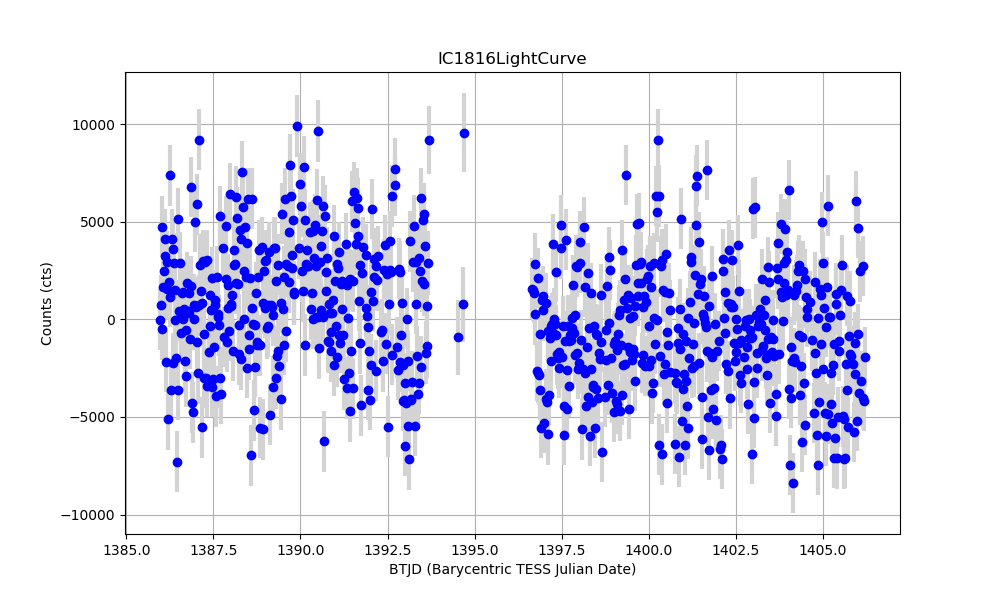 IC1816LightCurve
Counts (cts)
10000
5000
0
−5000
−10000
1385.0 1387.5 1390.0 1392.5 1395.0 1397.5 1400.0 1402.5 1405.0
BTJD (Barycentric TESS Julian Date)